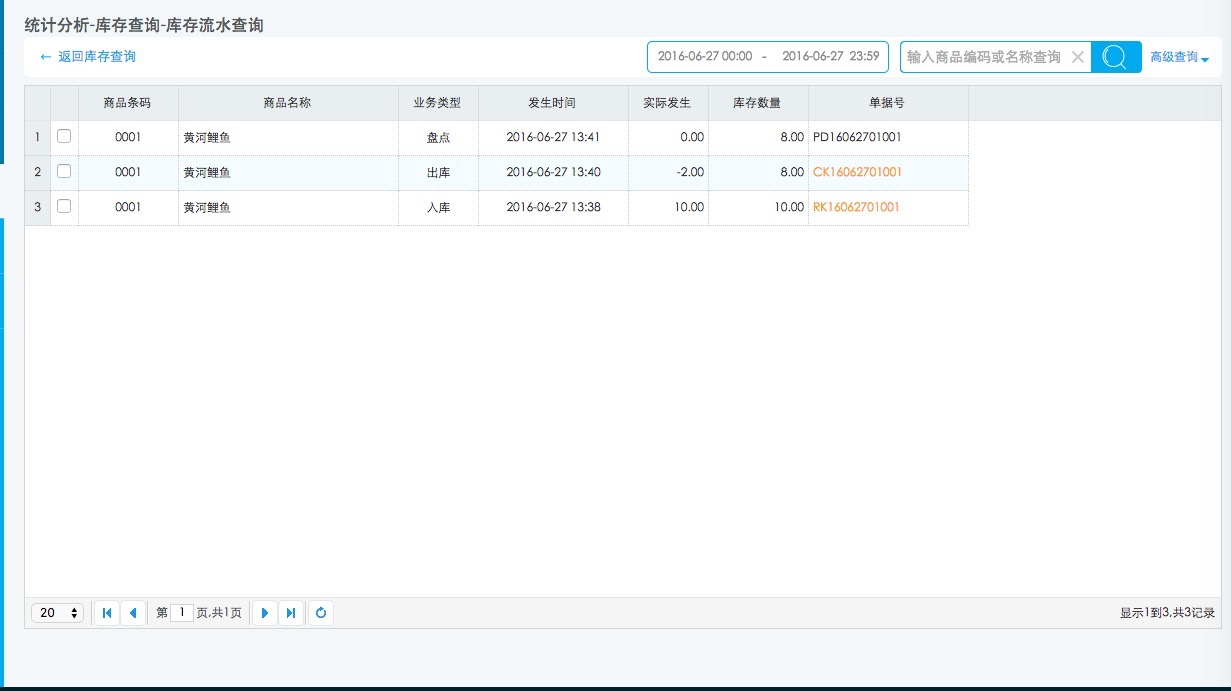 统计分析-库存查询-库存流水查询
← 返回库存查询 2016-06-27 00:00 - 2016-06-27 23:59 输入商品编码或名称查询 高级查询
商品条码 商品名称 业务类型 发生时间 实际发生 库存数量 单据号
1 0001 黄河鲤鱼 盘点 2016-06-27 13:41 0.00 8.00 PD16062701001
2 0001 黄河鲤鱼 出库 2016-06-27 13:40 -2.00 8.00 CK16062701001
3 0001 黄河鲤鱼 入库 2016-06-27 13:38 10.00 10.00 RK16062701001
20 第 1 页,共1页 显示1到3,共3记录